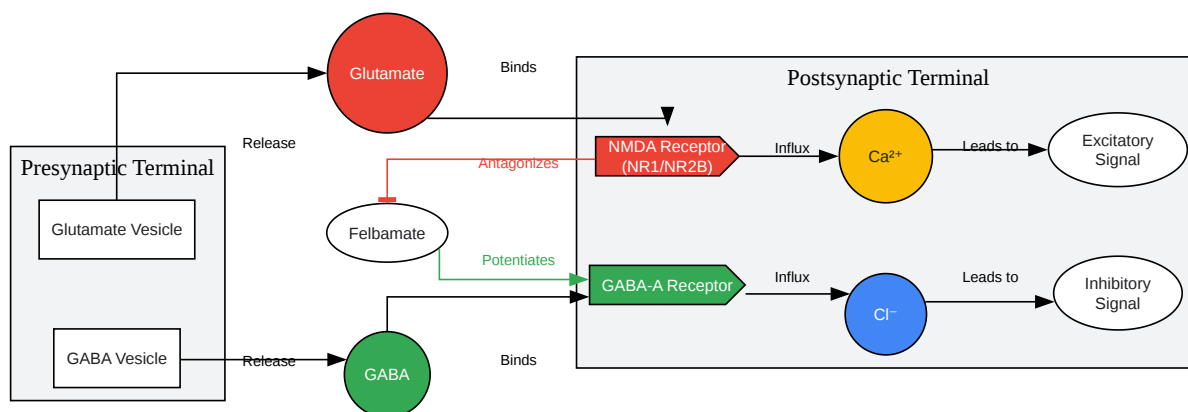 Glutamate
Binds
Postsynaptic Terminal
Release
NMDA Receptor
(NR1/NR2B)
Influx
Ca²⁺
Leads to
Excitatory
Signal
Presynaptic Terminal
Antagonizes
Glutamate Vesicle
Felbamate
Potentiates
GABA-A Receptor
Influx
Cl⁻
Leads to
Inhibitory
Signal
GABA Vesicle
Release
GABA
Binds